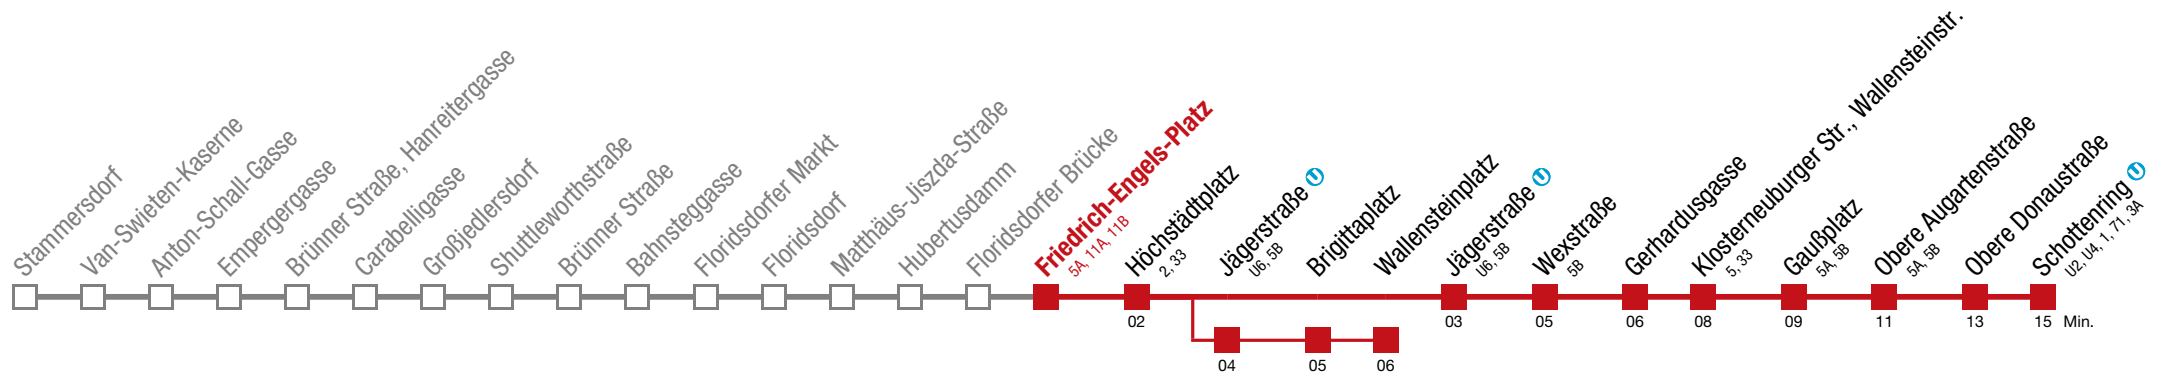 Stammersdorf
Van-Swieten-Kaserne
Anton-Schall-Gasse
Empergergasse
Brünner Straße, Hanreitergasse
Carabelligasse
Großjedlersdorf
Shuttleworthstraße
Brünner Straße
Bahnsteggasse
Floridsdorfer Markt
Floridsdorf
Matthäus-Jiszda-Straße
Hubertusdamm
Floridsdorfer Brücke
Friedrich-Engels-Platz
5A, 11A, 11B
Höchstädtplatz
2, 33
Jägerstraße
U6, 5B
Brigittaplatz
Wallensteinplatz
Jägerstraße
U6, 5B
Wexstraße
5B
Gerhardusgasse
Klosterneuburger Str., Wallensteinstr.
5, 33
Gaußplatz
5A, 5B
Obere Augartenstraße
5A, 5B
Obere Donaustraße
Schottenring
U2, U4, 1, 71, 3A
02 03 05 06 08 09 11 13 15 Min.
04 05 06